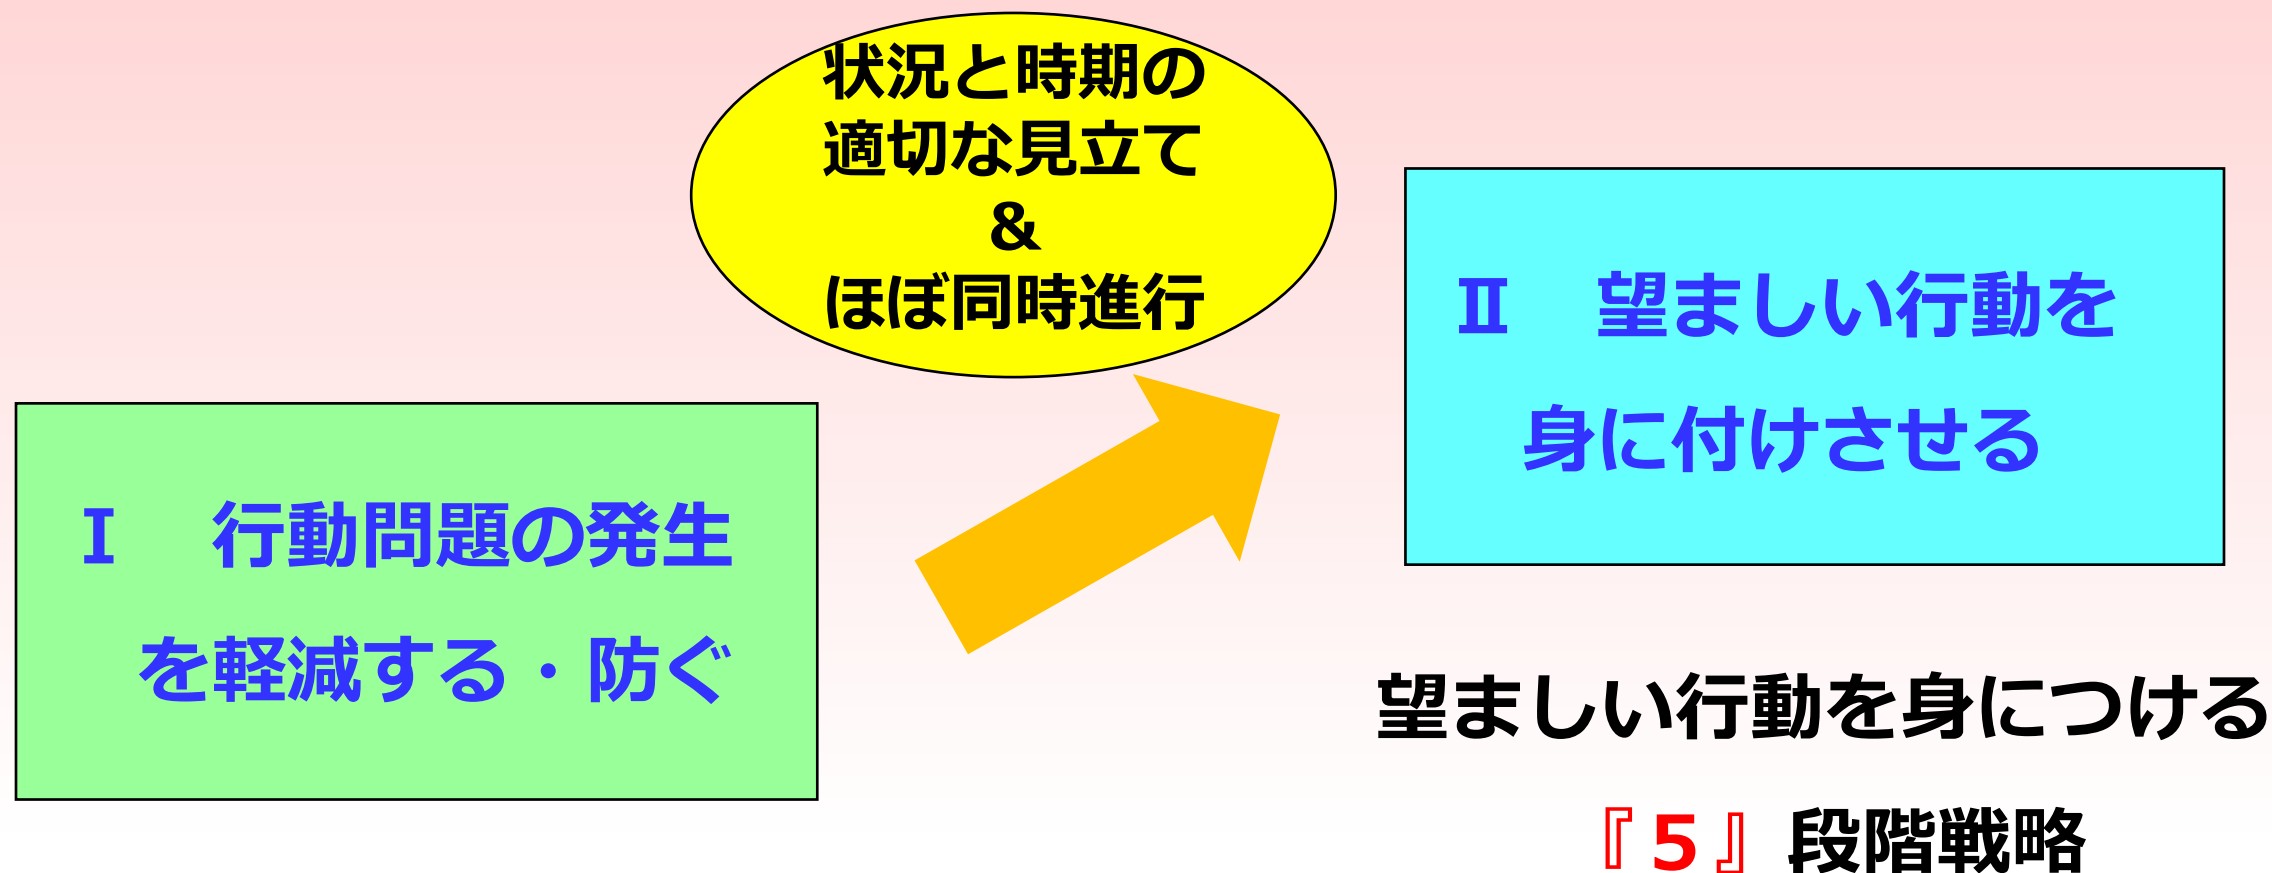 状況と時期の
適切な見立て
&
ほぼ同時進行
Ⅰ　行動問題の発生
を軽減する・防ぐ
Ⅱ　望ましい行動を
身に付けさせる
望ましい行動を身につける
『５』段階戦略